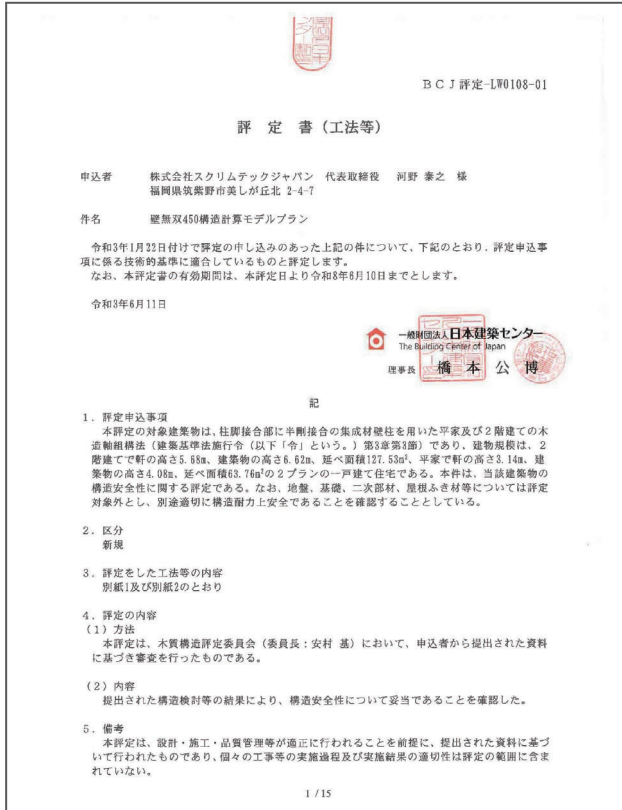 BCJ評定-LW0108-01
評 定 書（工法等）
申込者 株式会社スクリムテックジャパン 代表取締役 河野 泰之 様
福岡県筑紫野市美しが丘北 2-4-7
件名 壁無双450構造計算モデルプラン
令和3年1月22日付けで評定の申し込みのあった上記の件について、下記のとおり、評定申込事
項に係る技術的基準に適合しているものと評定します。
なお、本評定書の有効期間は、本評定日より令和8年6月10日までとします。
令和3年6月11日
一般財団法人日本建築センター
The Building Center of Japan
理事長 橋 本 公 博
記
1．評定申込事項
本評定の対象建築物は、柱脚接合部に半剛接合の集成材壁柱を用いた平家及び2階建ての木
造軸組構法（建築基準法施行令（以下「令」という。）第3章第3節）であり、建物規模は、2
階建てで軒の高さ5.68m、建築物の高さ6.62m、延べ面積127.53m²、平家で軒の高さ3.14m、建
築物の高さ4.08m、延べ面積63.76m²の2プランの一戸建て住宅である。本件は、当該建築物の
構造安全性に関する評定である。なお、地盤、基礎、二次部材、屋根ふき材等については評定
対象外とし、別途適切に構造耐力上安全であることを確認することとしている。
2．区分
新規
3．評定をした工法等の内容
別紙1及び別紙2のとおり
4．評定の内容
（1）方法
本評定は、木質構造評定委員会（委員長：安村 基）において、申込者から提出された資料
に基づき審査を行ったものである。
（2）内容
提出された構造検討等の結果により、構造安全性について妥当であることを確認した。
5．備考
本評定は、設計・施工・品質管理等が適正に行われることを前提に、提出された資料に基づ
いて行われたものであり、個々の工事等の実施過程及び実施結果の適切性は評定の範囲に含ま
れていない。
1 / 15